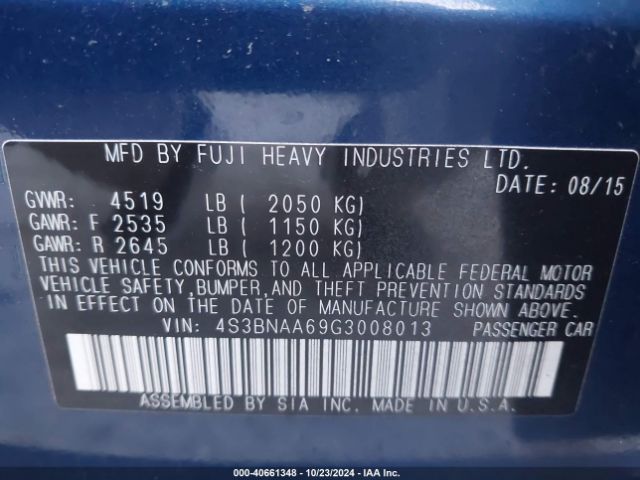 MFD BY FUJI HEAVY INDUSTRIES LTD.
DATE: 08/15
GVWR: 4519 LB ( 2050 KG)
GAWR: F 2535 LB ( 1150 KG)
GAWR: R 2645 LB ( 1200 KG)
THIS VEHICLE CONFORMS TO ALL APPLICABLE FEDERAL MOTOR
VEHICLE SAFETY,BUMPER,AND THEFT PREVENTION STANDARDS
IN EFFECT ON THE DATE OF MANUFACTURE SHOWN ABOVE.
VIN: 4S3BNAA69G3008013 PASSENGER CAR
ASSEMBLED BY SIA INC. MADE IN U.S.A.
000-40661348 - 10/23/2024 - IAA Inc.